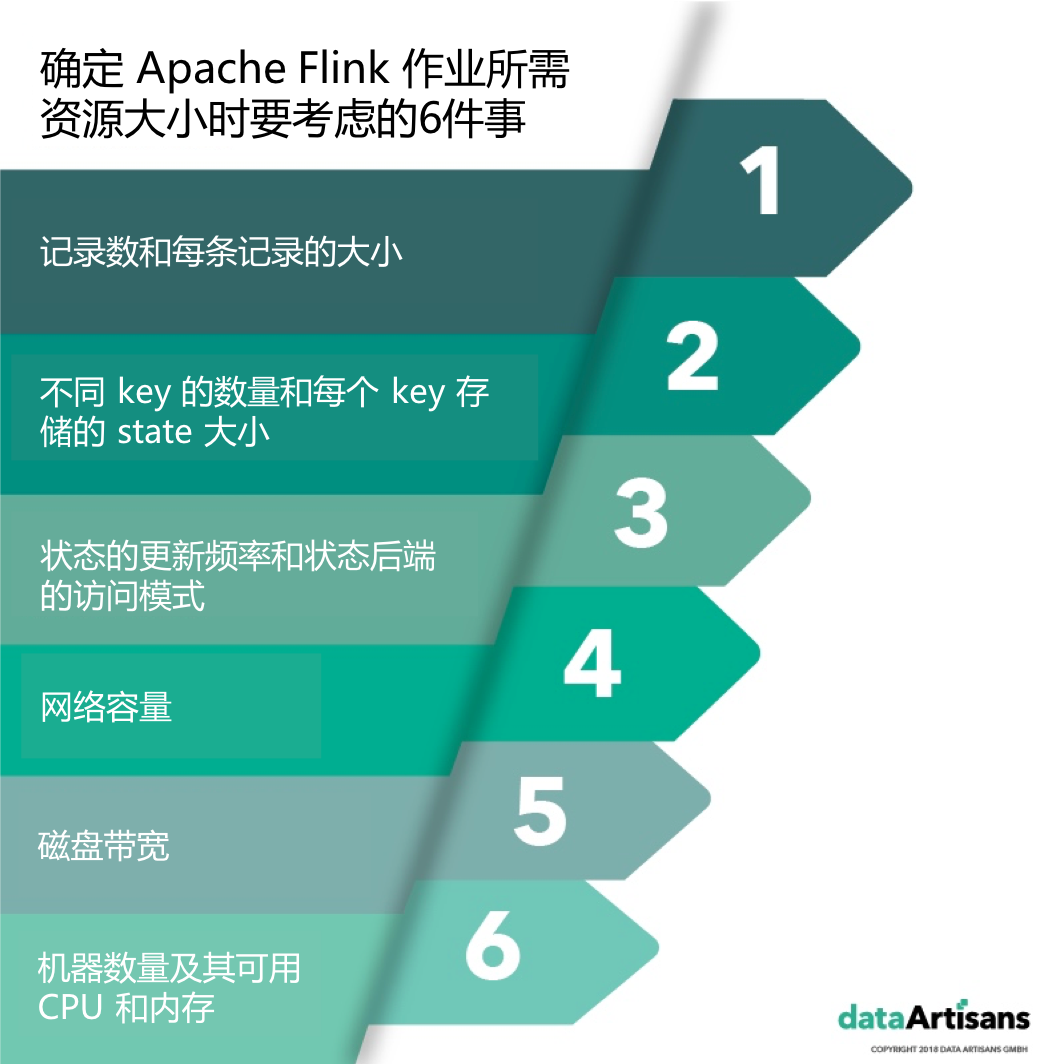 确定 Apache Flink 作业所需
资源大小时要考虑的6件事
1
记录数和每条记录的大小
2
不同 key 的数量和每个 key 存
储的 state 大小
3
状态的更新频率和状态后端
的访问模式
4
网络容量
5
磁盘带宽
6
机器数量及其可用
CPU 和内存
dataArtisans
COPYRIGHT 2018 DATA ARTISANS GMBH